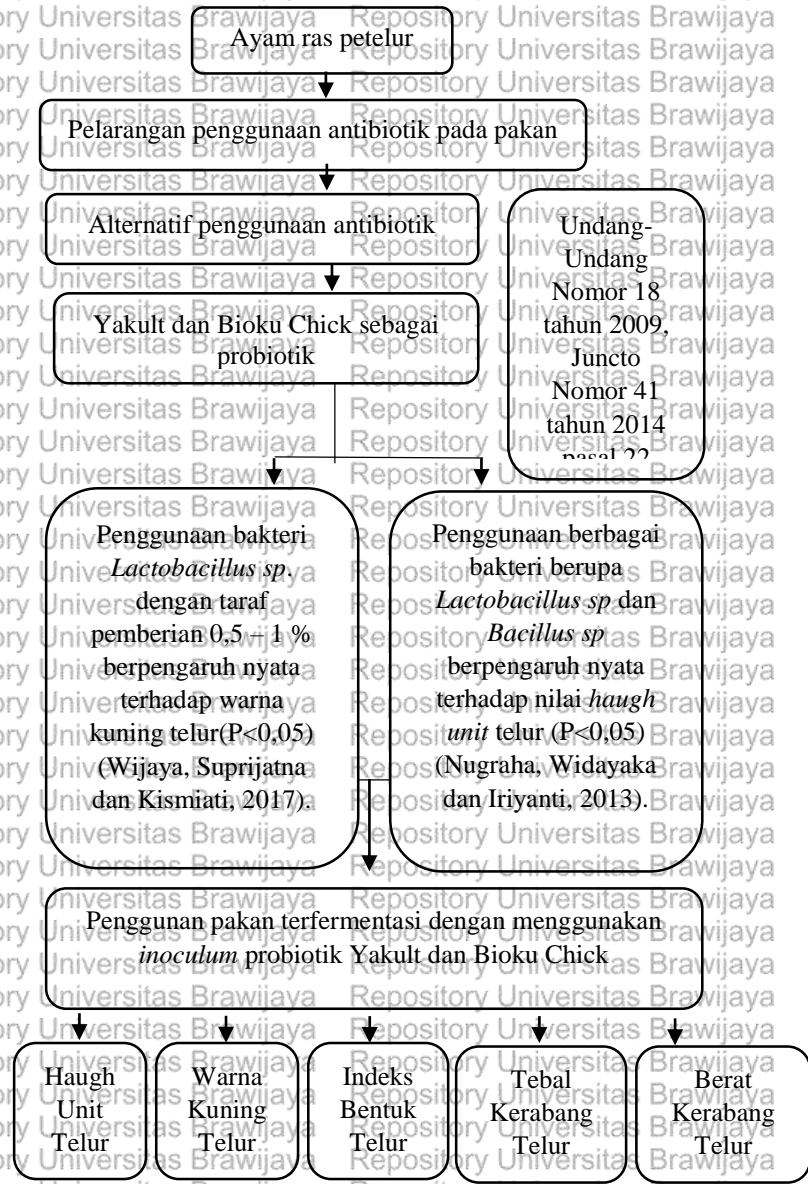 Ayam ras petelur
Pelarangan penggunaan antibiotik pada pakan
Alternatif penggunaan antibiotik
Undang-
Undang
Nomor 18
tahun 2009,
Juncto
Nomor 41
tahun 2014
pasal 22
Yakult dan Bioku Chick sebagai
probiotik
Penggunaan bakteri
Lactobacillus sp.
dengan taraf
pemberian 0,5 – 1 %
berpengaruh nyata
terhadap warna
kuning telur(P<0,05)
(Wijaya, Suprijatna
dan Kismiati, 2017).
Penggunaan berbagai
bakteri berupa
Lactobacillus sp dan
Bacillus sp
berpengaruh nyata
terhadap nilai haugh
unit telur (P<0,05)
(Nugraha, Widayaka
dan Iriyanti, 2013).
Penggunan pakan terfermentasi dengan menggunakan
inoculum probiotik Yakult dan Bioku Chick
Haugh
Unit
Telur
Warna
Kuning
Telur
Indeks
Bentuk
Telur
Tebal
Kerabang
Telur
Berat
Kerabang
Telur
Repository Universitas Brawijaya